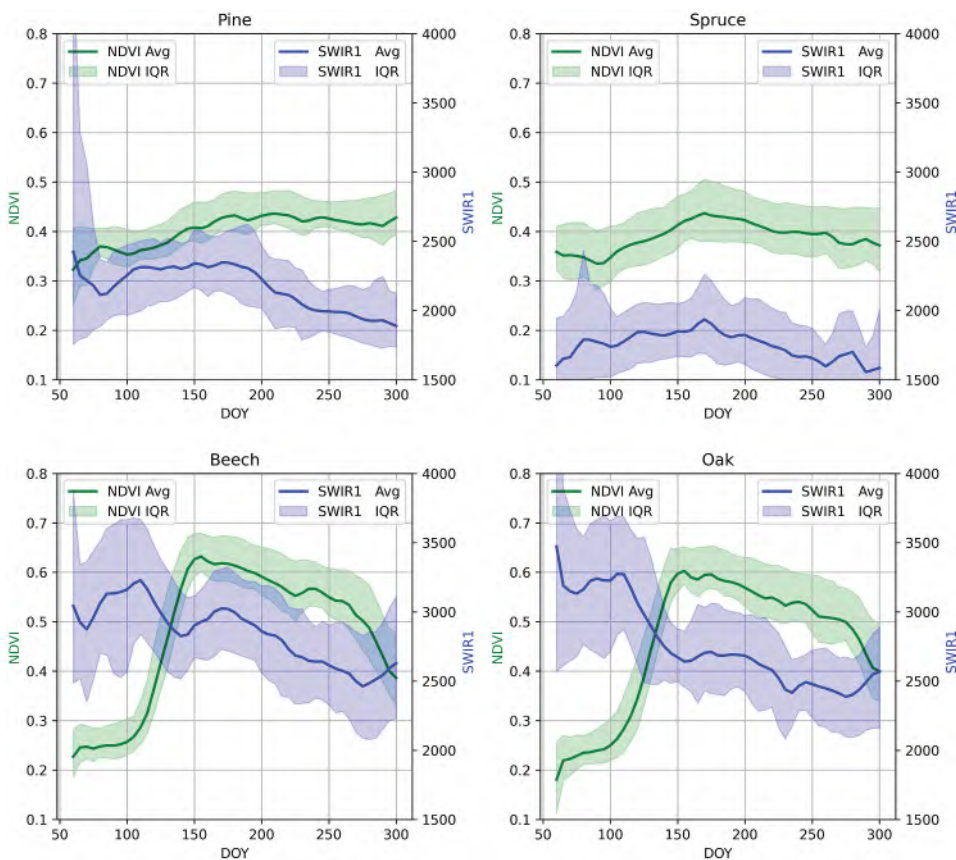 Pine
NDVI Avg
NDVI IQR
SWIR1 Avg
SWIR1 IQR
0.8
0.7
0.6
0.5
0.4
0.3
0.2
0.1
NDVI
4000
3500
3000
2500
2000
1500
SWIR1
50 100 150 200 250 300
DOY
Spruce
NDVI Avg
NDVI IQR
SWIR1 Avg
SWIR1 IQR
0.8
0.7
0.6
0.5
0.4
0.3
0.2
0.1
NDVI
4000
3500
3000
2500
2000
1500
SWIR1
50 100 150 200 250 300
DOY
Beech
NDVI Avg
NDVI IQR
SWIR1 Avg
SWIR1 IQR
0.8
0.7
0.6
0.5
0.4
0.3
0.2
0.1
NDVI
4000
3500
3000
2500
2000
1500
SWIR1
50 100 150 200 250 300
DOY
Oak
NDVI Avg
NDVI IQR
SWIR1 Avg
SWIR1 IQR
0.8
0.7
0.6
0.5
0.4
0.3
0.2
0.1
NDVI
4000
3500
3000
2500
2000
1500
SWIR1
50 100 150 200 250 300
DOY